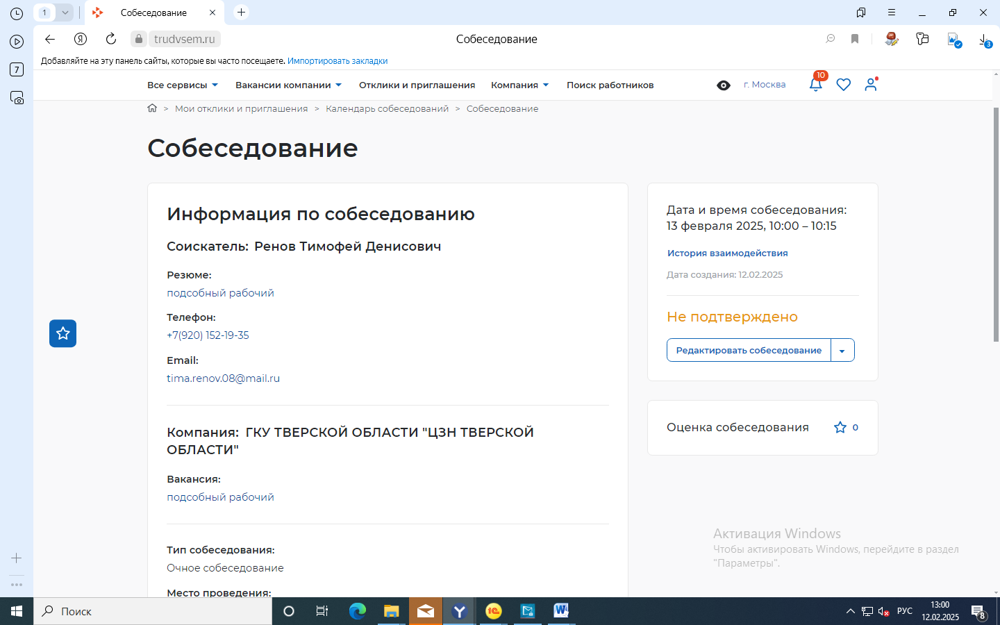 1
Собеседование
trudvsem.ru
Собеседование
3
7
Добавляйте на эту панель сайты, которые вы часто посещаете. Импортировать закладки
Все сервисы
Вакансии компании
Отклики и приглашения
Компания
Поиск работников
г. Москва
10
> Мои отклики и приглашения > Календарь собеседований > Собеседование
Собеседование
Информация по собеседованию
Соискатель: Ренов Тимофей Денисович
Резюме:
подсобный рабочий
Телефон:
+7(920) 152-19-35
Email:
tima.renov.08@mail.ru
Компания: ГКУ ТВЕРСКОЙ ОБЛАСТИ "ЦЗН ТВЕРСКОЙ
ОБЛАСТИ"
Вакансия:
подсобный рабочий
Тип собеседования:
Очное собеседование
Место проведения:
Дата и время собеседования:
13 февраля 2025, 10:00 – 10:15
История взаимодействия
Дата создания: 12.02.2025
Не подтверждено
Редактировать собеседование
Оценка собеседования
0
Активация Windows
Чтобы активировать Windows, перейдите в раздел
"Параметры".
Поиск
РУС
13:00
12.02.2025
8